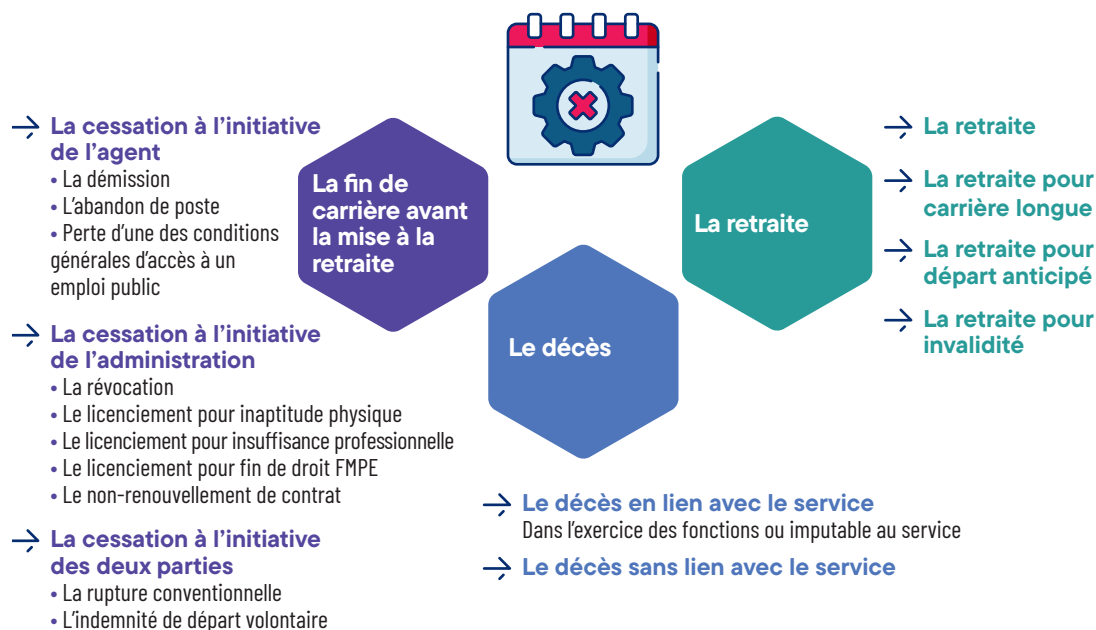 La fin de
carrière avant
la mise à la
retraite
→ La cessation à l'initiative
de l'agent
• La démission
• L'abandon de poste
• Perte d'une des conditions
générales d'accès à un
emploi public
→ La cessation à l'initiative
de l'administration
• La révocation
• Le licenciement pour inaptitude physique
• Le licenciement pour insuffisance professionnelle
• Le licenciement pour fin de droit FMPE
• Le non-renouvellement de contrat
→ La cessation à l'initiative
des deux parties
• La rupture conventionnelle
• L'indemnité de départ volontaire
Le décès
→ Le décès en lien avec le service
Dans l'exercice des fonctions ou imputable au service
→ Le décès sans lien avec le service
La retraite
→ La retraite
→ La retraite pour
carrière longue
→ La retraite pour
départ anticipé
→ La retraite pour
invalidité